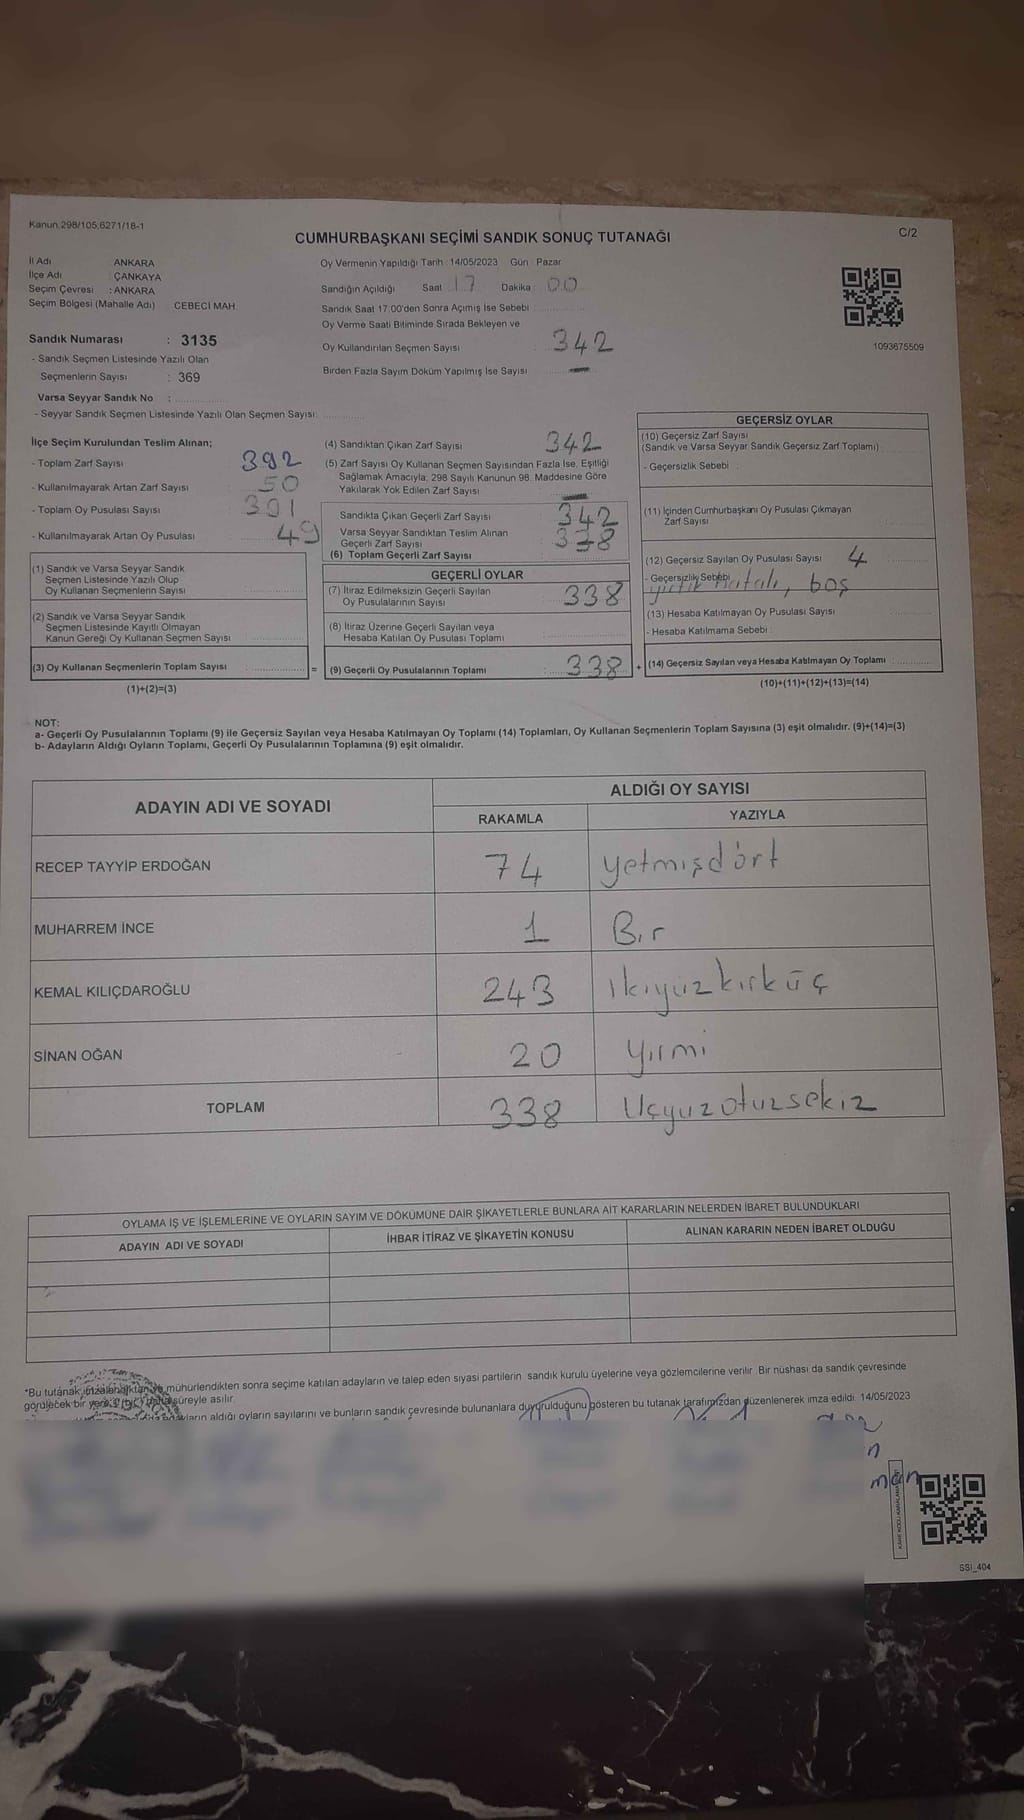 Kanun.298/105;6271/18-1
C/2
CUMHURBAŞKANI SEÇİMİ SANDIK SONUÇ TUTANAĞI
İl Adı ANKARA
İlçe Adı ÇANKAYA
Seçim Çevresi : ANKARA
Seçim Bölgesi (Mahalle Adı) CEBECİ MAH
Sandık Numarası : 3135
- Sandık Seçmen Listesinde Yazılı Olan
Seçmenlerin Sayısı : 369
Varsa Seyyar Sandık No :
- Seyyar Sandık Seçmen Listesinde Yazılı Olan Seçmen Sayısı:
Oy Vermenin Yapıldığı Tarih :14/05/2023 Gün Pazar
Sandığın Açıldığı Saat 17 Dakika 00
Sandık Saat 17.00'den Sonra Açımış İse Sebebi
Oy Verme Saati Bitiminde Sırada Bekleyen ve
Oy Kullandırılan Seçmen Sayısı 342
Birden Fazla Sayım Döküm Yapılmış İse Sayısı —
1093675509
İlçe Seçim Kurulundan Teslim Alınan;
- Toplam Zarf Sayısı 392
- Kullanılmayarak Artan Zarf Sayısı 50
- Toplam Oy Pusulası Sayısı 391
- Kullanılmayarak Artan Oy Pusulası 49
(1) Sandık ve Varsa Seyyar Sandık
Seçmen Listesinde Yazılı Olup
Oy Kullanan Seçmenlerin Sayısı
(2) Sandık ve Varsa Seyyar Sandık
Seçmen Listesinde Kayıtlı Olmayan
Kanun Gereği Oy Kullanan Seçmen Sayısı
(3) Oy Kullanan Seçmenlerin Toplam Sayısı =
(1)+(2)=(3)
(4) Sandıktan Çıkan Zarf Sayısı 342
(5) Zarf Sayısı Oy Kullanan Seçmen Sayısından Fazla İse, Eşitliği
Sağlamak Amacıyla; 298 Sayılı Kanunun 98. Maddesine Göre
Yakılarak Yok Edilen Zarf Sayısı —
Sandıkta Çıkan Geçerli Zarf Sayısı 342
Varsa Seyyar Sandıktan Teslim Alınan
Geçerli Zarf Sayısı
(6) Toplam Geçerli Zarf Sayısı 338
GEÇERLİ OYLAR
(7) İtiraz Edilmeksizin Geçerli Sayılan
Oy Pusulalarının Sayısı 338
(8) İtiraz Üzerine Geçerli Sayılan veya
Hesaba Katılan Oy Pusulası Toplamı
(9) Geçerli Oy Pusulalarının Toplamı 338 +
GEÇERSİZ OYLAR
(10) Geçersiz Zarf Sayısı
(Sandık ve Varsa Seyyar Sandık Geçersiz Zarf Toplamı)
- Geçersizlik Sebebi
(11) İçinden Cumhurbaşkanı Oy Pusulası Çıkmayan
Zarf Sayısı
(12) Geçersiz Sayılan Oy Pusulası Sayısı 4
- Geçersizlik Sebebi
hatalı, boş
(13) Hesaba Katılmayan Oy Pusulası Sayısı
- Hesaba Katılmama Sebebi
(14) Geçersiz Sayılan veya Hesaba Katılmayan Oy Toplamı
(10)+(11)+(12)+(13)=(14)
NOT:
a- Geçerli Oy Pusulalarının Toplamı (9) ile Geçersiz Sayılan veya Hesaba Katılmayan Oy Toplamı (14) Toplamları, Oy Kullanan Seçmenlerin Toplam Sayısına (3) eşit olmalıdır. (9)+(14)=(3)
b- Adayların Aldığı Oyların Toplamı, Geçerli Oy Pusulalarının Toplamına (9) eşit olmalıdır.
ADAYIN ADI VE SOYADI
ALDIĞI OY SAYISI
RAKAMLA YAZIYLA
RECEP TAYYİP ERDOĞAN 74 yetmişdört
MUHARREM İNCE 1 Bir
KEMAL KILIÇDAROĞLU 243 ikiyüzkırküç
SİNAN OĞAN 20 yirmi
TOPLAM 338 Üçyüzotuzsekiz
OYLAMA İŞ VE İŞLEMLERİNE VE OYLARIN SAYIM VE DÖKÜMÜNE DAİR ŞİKAYETLERLE BUNLARA AİT KARARLARIN NELERDEN İBARET BULUNDUKLARI
ADAYIN ADI VE SOYADI İHBAR İTİRAZ VE ŞİKAYETİN KONUSU ALINAN KARARIN NEDEN İBARET OLDUĞU
*Bu tutanak, mühürlendikten sonra seçime katılan adayların ve talep eden siyasi partilerin sandık kurulu üyelerine veya gözlemcilerine verilir. Bir nüshası da sandık çevresinde
görülecek bir süreyle asılır.
aldığı oyların sayılarını ve bunların sandık çevresinde bulunanlara duyurulduğunu gösteren bu tutanak tarafımızdan düzenlenerek imza edildi. 14/05/2023
SSI_404